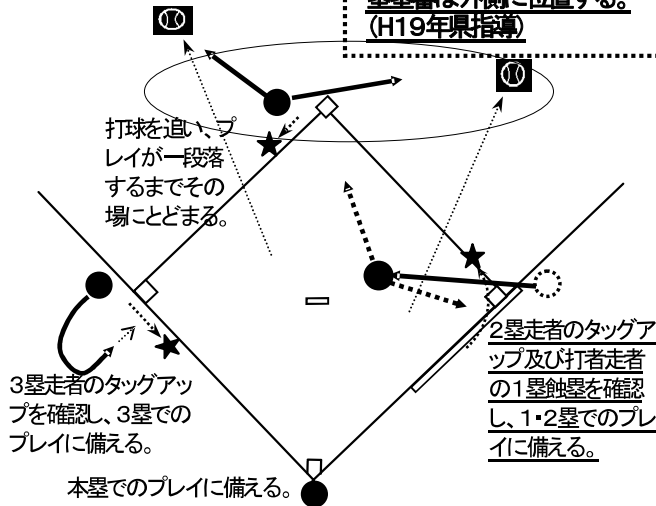 塁塁審は外側に位置する。
(H19年県指導)
打球を追い、プ
レイが一段落
するまでその
場にとどまる。
3塁走者のタッグアッ
プを確認し、3塁での
プレイに備える。
本塁でのプレイに備える。
2塁走者のタッグア
ップ及び打者走者
の1塁蝕塁を確認
し、1・2塁でのプレ
イに備える。